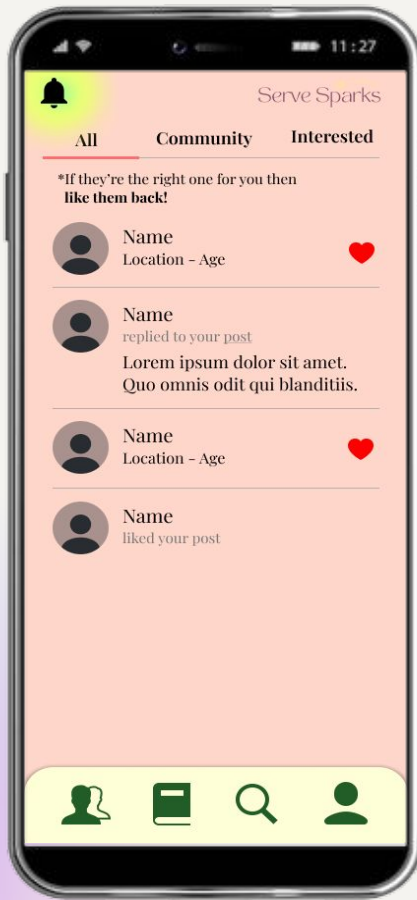 11:27
Serve Sparks
All Community Interested
*If they're the right one for you then
like them back!
Name
Location - Age
Name
replied to your post
Lorem ipsum dolor sit amet.
Quo omnis odit qui blanditiis.
Name
Location - Age
Name
liked your post